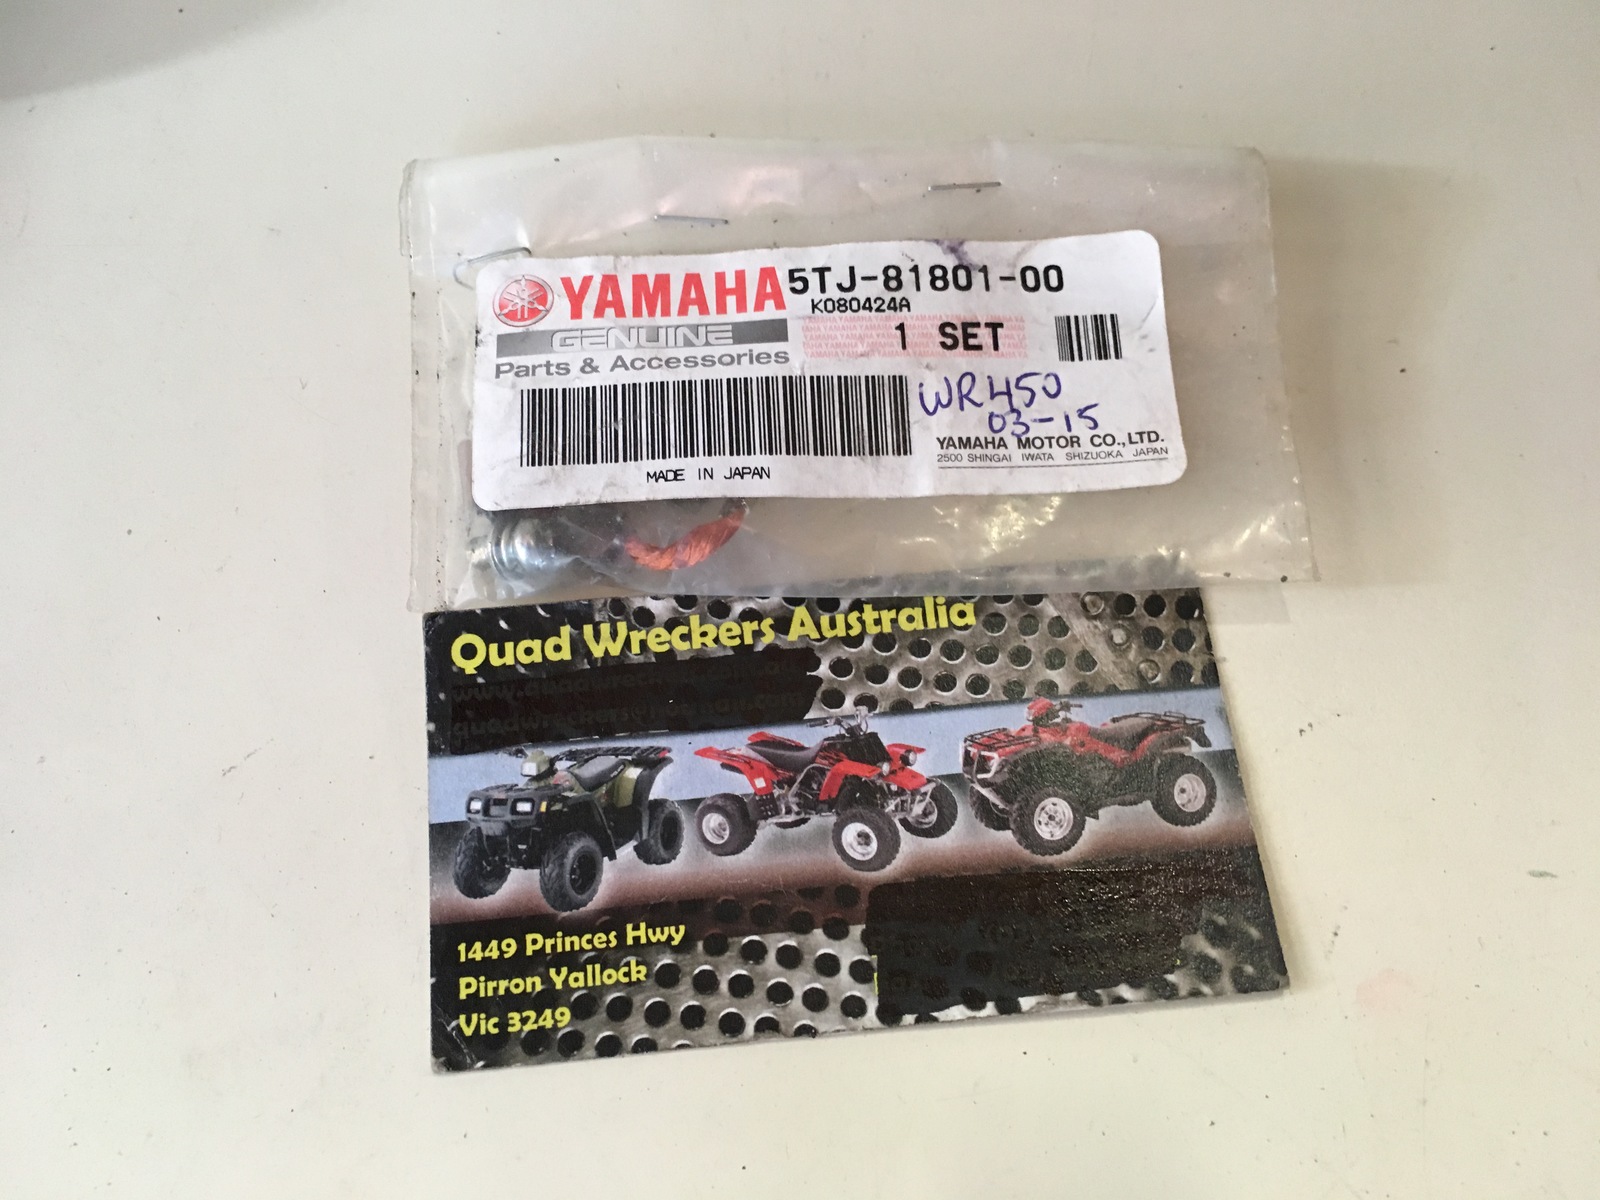 YAMAHA 5TJ-81801-00
K080424A
GENUINE
1 SET
Parts & Accessories
WR450
03-15
YAMAHA MOTOR CO.,LTD.
2500 SHINGAI IWATA SHIZUOKA JAPAN
MADE IN JAPAN
Quad Wreckers Australia
1449 Princes Hwy
Pirron Yallock
Vic 3249